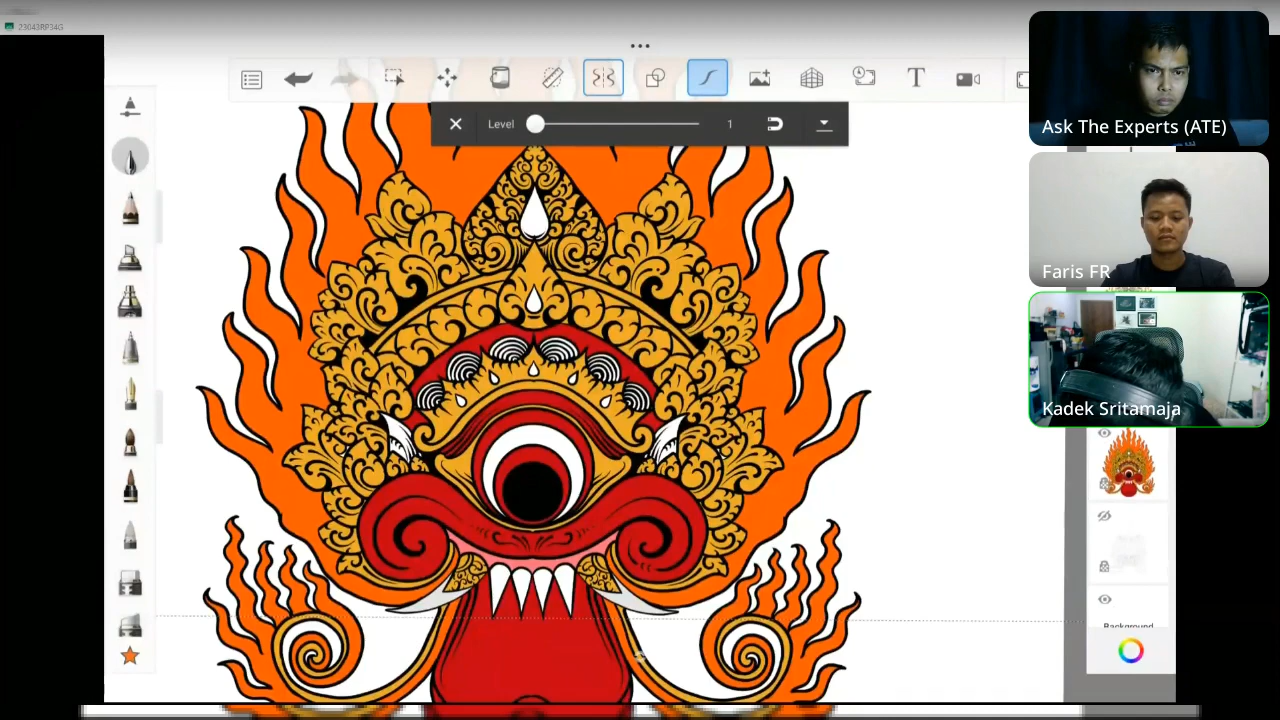 23043RP34G
Level
1
T
Ask The Experts (ATE)
Faris FR
Kadek Sritamaja
Background